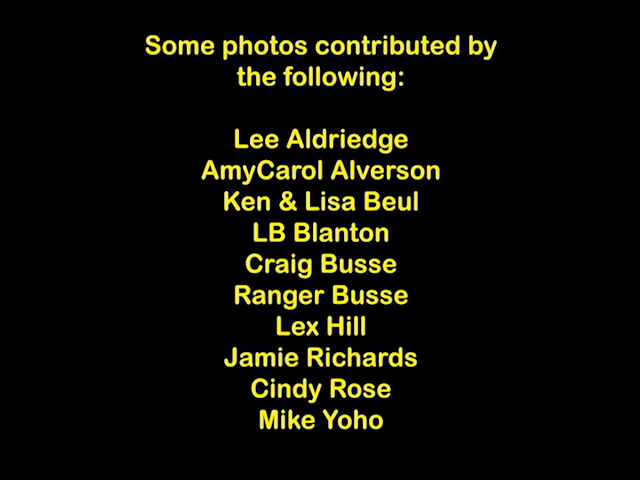 Some photos contributed by
the following:
Lee Aldriedge
AmyCarol Alverson
Ken & Lisa Beul
LB Blanton
Craig Busse
Ranger Busse
Lex Hill
Jamie Richards
Cindy Rose
Mike Yoho